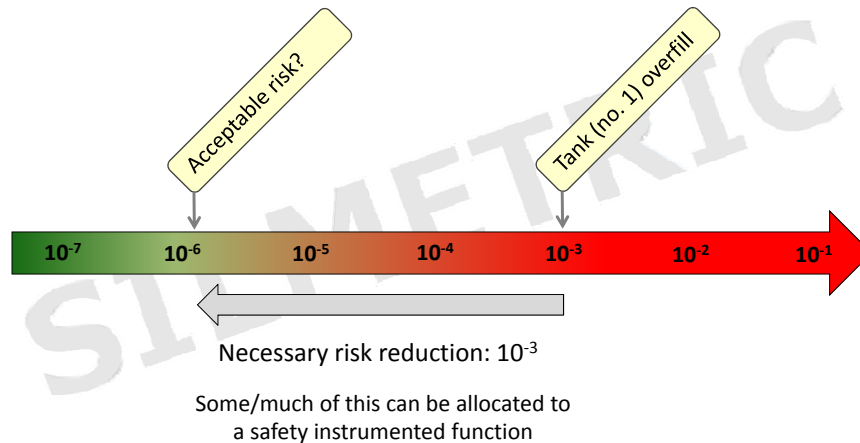 Acceptable risk?
Tank (no. 1) overfill
SILMETRIC
10⁻⁷ 10⁻⁶ 10⁻⁵ 10⁻⁴ 10⁻³ 10⁻² 10⁻¹
Necessary risk reduction: 10⁻³
Some/much of this can be allocated to
a safety instrumented function